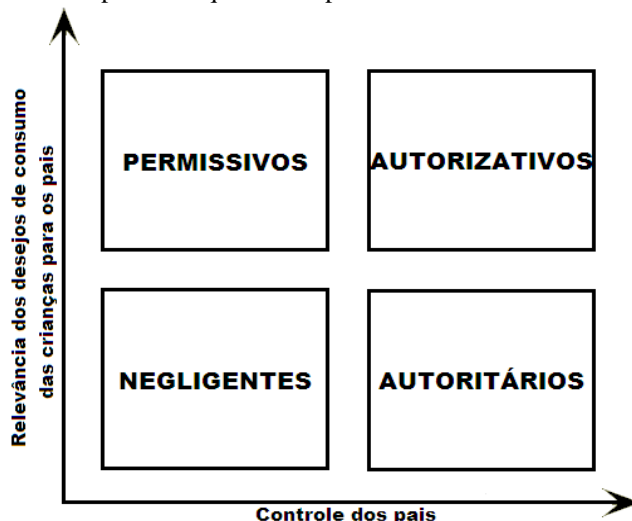 Relevância dos desejos de consumo
das crianças para os pais
PERMISSIVOS
AUTORIZATIVOS
NEGLIGENTES
AUTORITÁRIOS
Controle dos pais